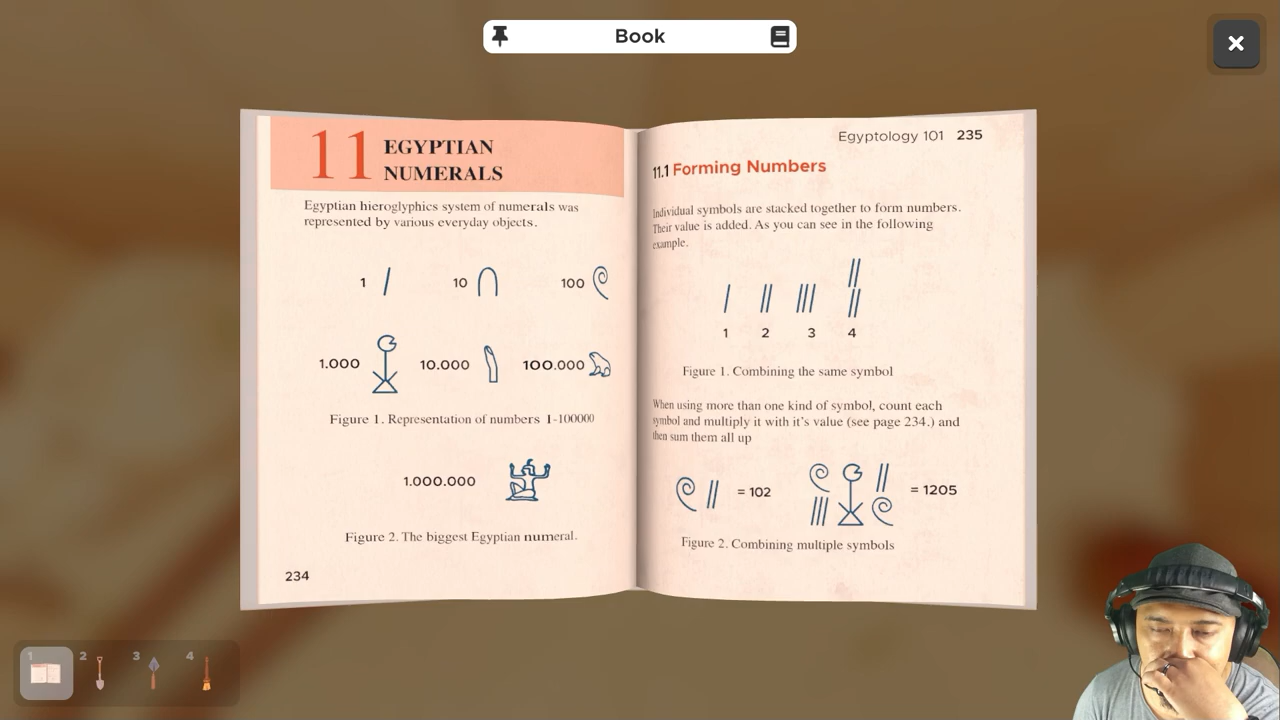 Book
11 EGYPTIAN
NUMERALS
Egyptian hieroglyphics system of numerals was
represented by various everyday objects.
1 10 100
1.000 10.000 100.000
Figure 1. Representation of numbers 1-100000
1.000.000
Figure 2. The biggest Egyptian numeral.
234
Egyptology 101 235
11.1 Forming Numbers
Individual symbols are stacked together to form numbers.
Their value is added. As you can see in the following
example.
1 2 3 4
Figure 1. Combining the same symbol
When using more than one kind of symbol, count each
symbol and multiply it with it's value (see page 234.) and
then sum them all up
= 102 = 1205
Figure 2. Combining multiple symbols
1 2 3 4